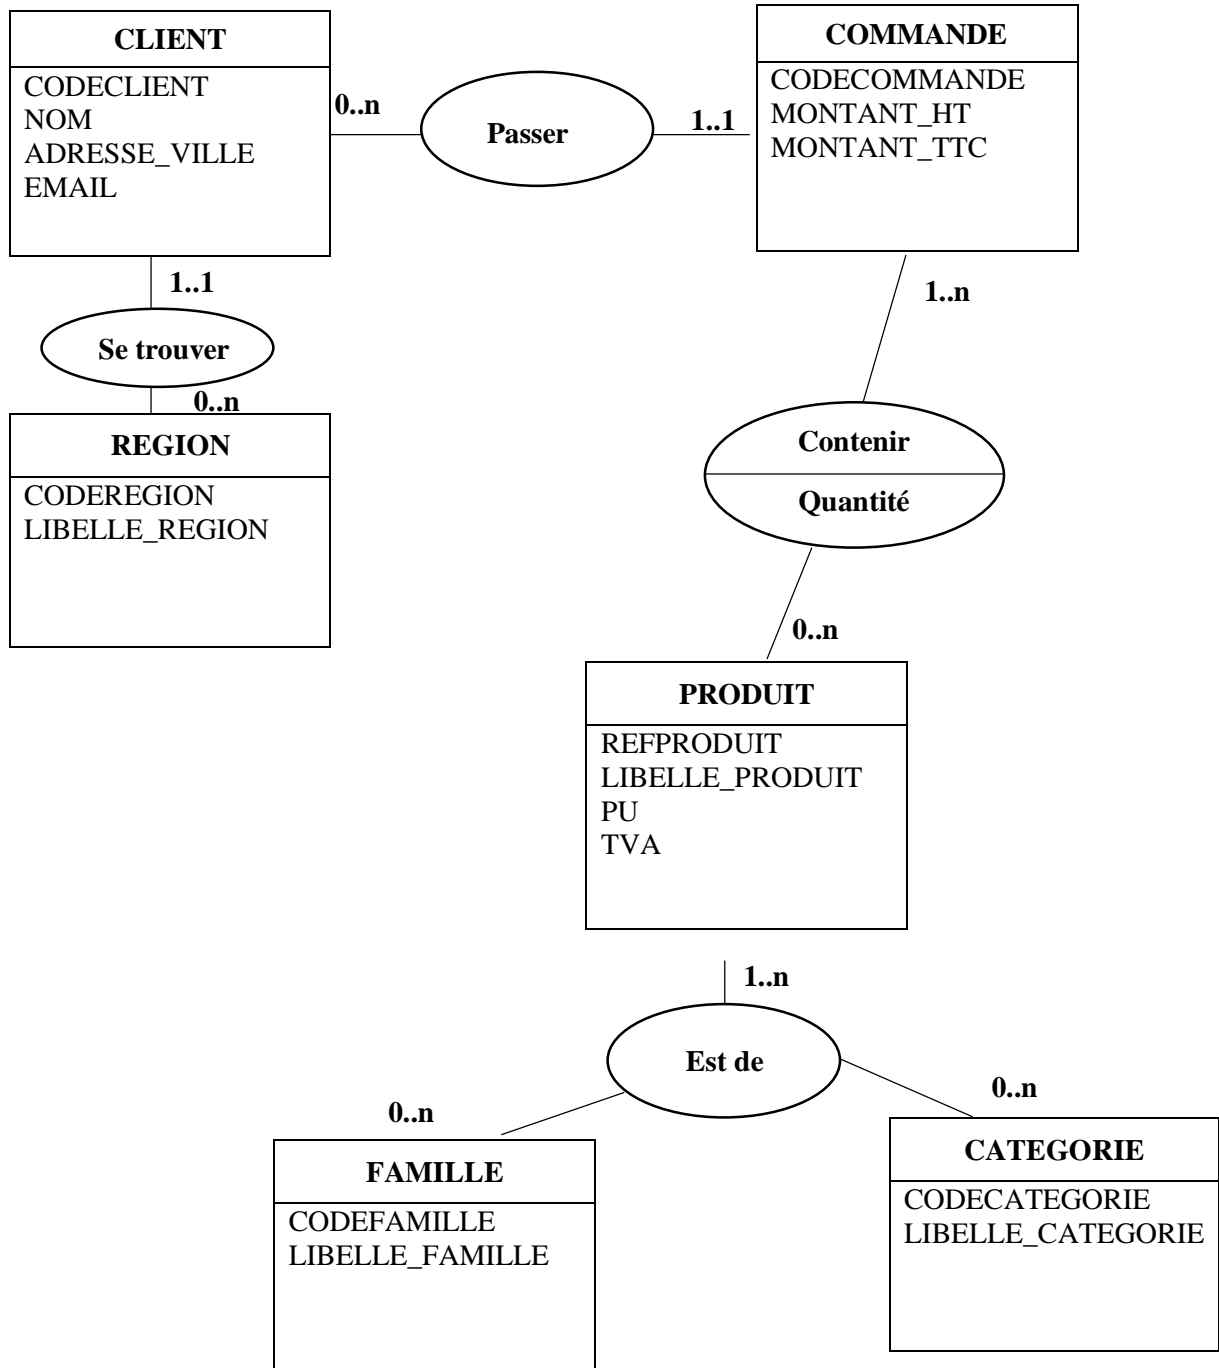 CLIENT
CODECLIENT
NOM
ADRESSE_VILLE
EMAIL
0..n
Passer
1..1
COMMANDE
CODECOMMANDE
MONTANT_HT
MONTANT_TTC
1..1
Se trouver
0..n
REGION
CODEREGION
LIBELLE_REGION
1..n
Contenir
Quantité
0..n
PRODUIT
REFPRODUIT
LIBELLE_PRODUIT
PU
TVA
1..n
Est de
0..n
0..n
FAMILLE
CODEFAMILLE
LIBELLE_FAMILLE
CATEGORIE
CODECATEGORIE
LIBELLE_CATEGORIE